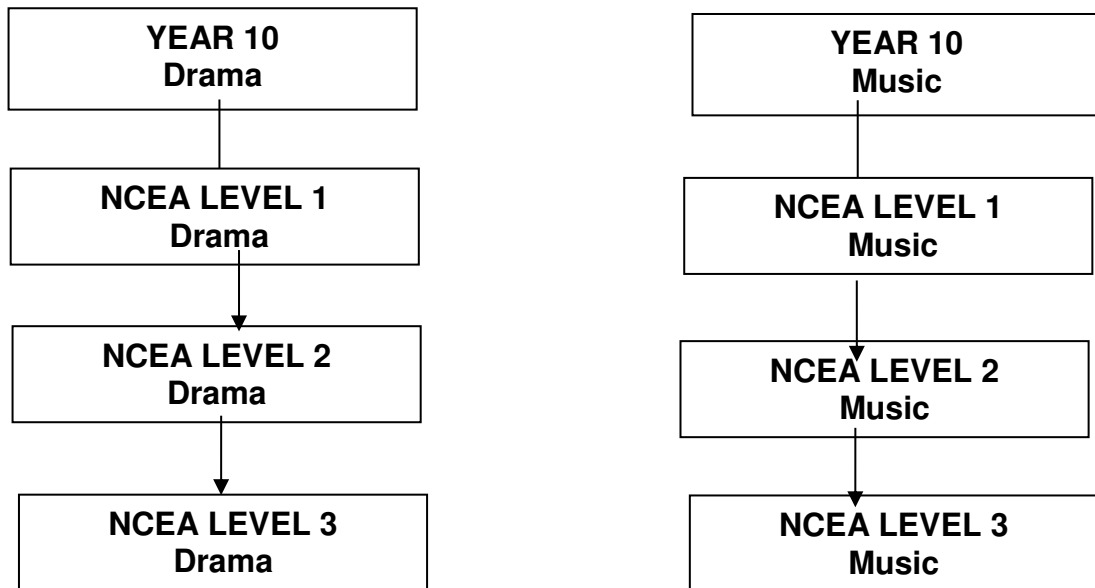 YEAR 10
Drama
NCEA LEVEL 1
Drama
NCEA LEVEL 2
Drama
NCEA LEVEL 3
Drama
YEAR 10
Music
NCEA LEVEL 1
Music
NCEA LEVEL 2
Music
NCEA LEVEL 3
Music